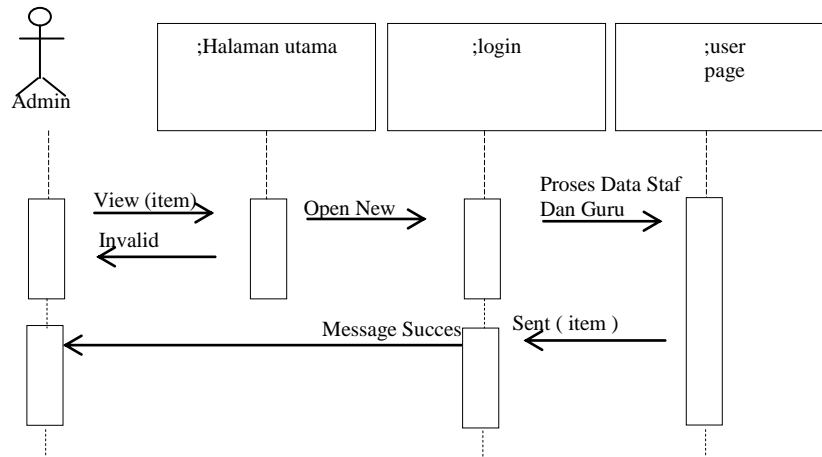 ;Halaman utama
;login
;user
page
Admin
View (item)
Open New
Proses Data Staf
Dan Guru
Invalid
Message Succes
Sent ( item )